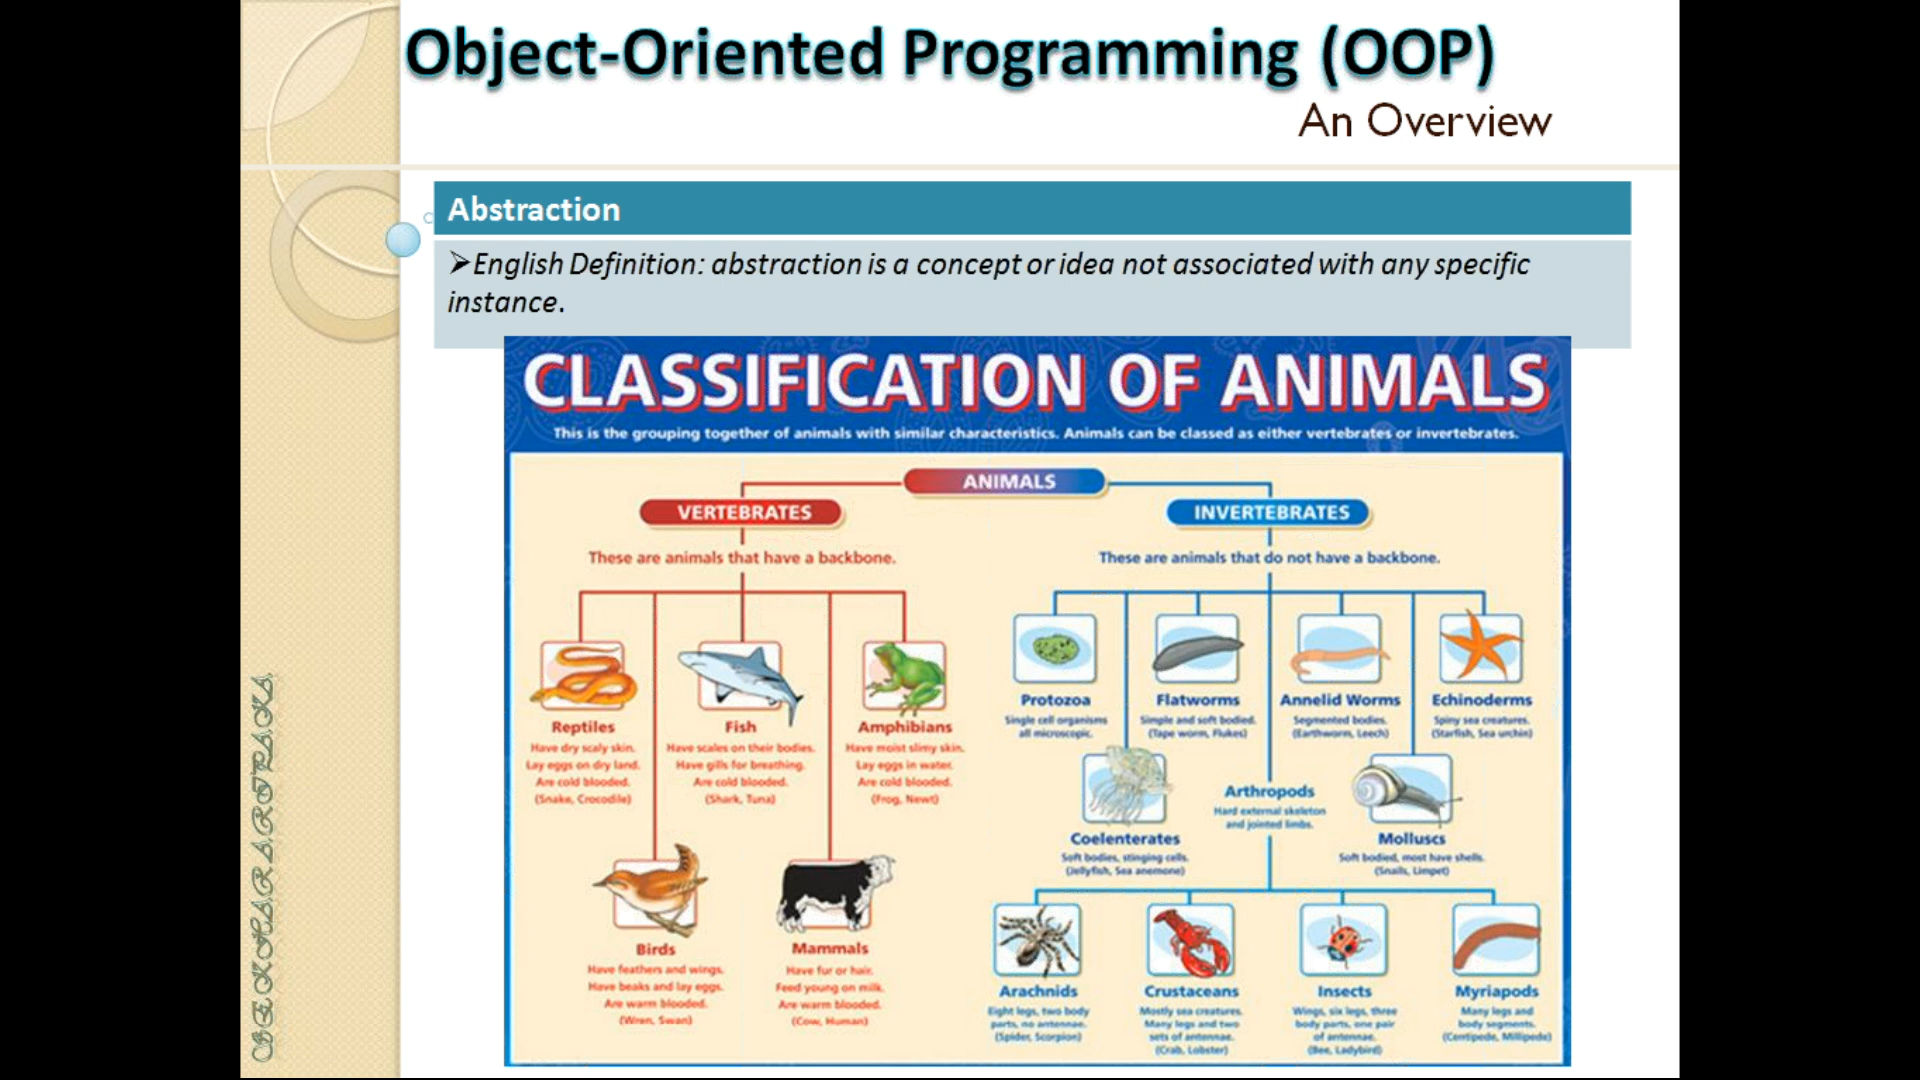 Object-Oriented Programming (OOP)
An Overview
Abstraction
➢English Definition: abstraction is a concept or idea not associated with any specific
instance.
CLASSIFICATION OF ANIMALS
This is the grouping together of animals with similar characteristics. Animals can be classed as either vertebrates or invertebrates.
ANIMALS
VERTEBRATES
These are animals that have a backbone.
Reptiles
Have dry scaly skin.
Lay eggs on dry land.
Are cold blooded.
(Snake, Crocodile)
Fish
Have scales on their bodies.
Have gills for breathing.
Are cold blooded.
(Shark, Tuna)
Amphibians
Have moist slimy skin.
Lay eggs in water.
Are cold blooded.
(Frog, Newt)
Birds
Have feathers and wings.
Have beaks and lay eggs.
Are warm blooded.
(Wren, Swan)
Mammals
Have fur or hair.
Feed young on milk.
Are warm blooded.
(Cow, Human)
INVERTEBRATES
These are animals that do not have a backbone.
Protozoa
Single cell organisms
all microscopic.
Flatworms
Simple and soft bodied.
(Tape worm, Flukes)
Annelid Worms
Segmented bodies.
(Earthworm, Leech)
Echinoderms
Spiny sea creatures.
(Starfish, Sea urchin)
Coelenterates
Soft bodies, stinging cells.
(Jellyfish, Sea anemone)
Arthropods
Hard external skeleton
and jointed limbs.
Molluscs
Soft bodied, most have shells.
(Snails, Limpet)
Arachnids
Eight legs, two body
parts, no antennae.
(Spider, Scorpion)
Crustaceans
Mostly sea creatures.
Many legs and two
sets of antennae.
(Crab, Lobster)
Insects
Wings, six legs, three
body parts, one pair
of antennae.
(Bee, Ladybird)
Myriapods
Many legs and
body segments.
(Centipede, Millipede)